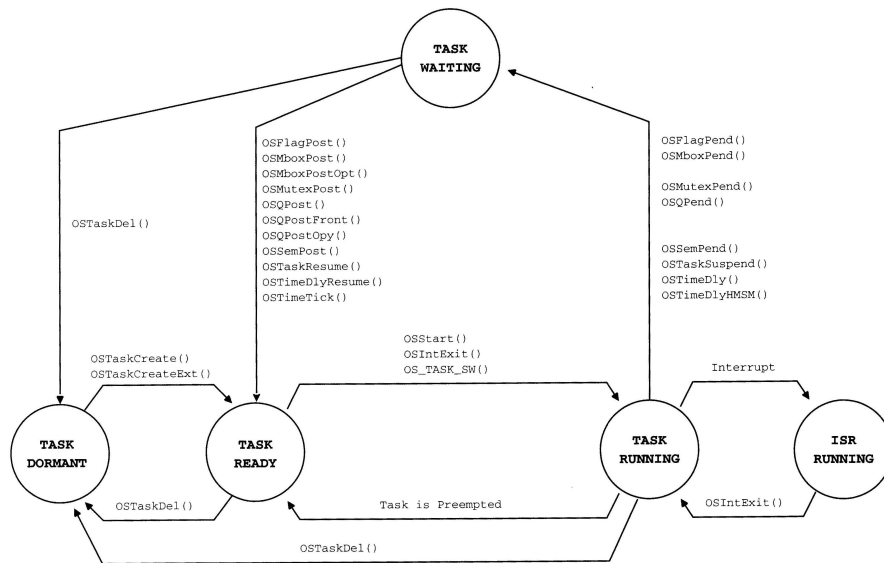 TASK
WAITING
OSFlagPost()
OSMboxPost()
OSMboxPostOpt()
OSMutexPost()
OSQPost()
OSQPostFront()
OSQPostOpy()
OSSemPost()
OSTaskResume()
OSTimeDlyResume()
OSTimeTick()
OSFlagPend()
OSMboxPend()
OSMutexPend()
OSQPend()
OSSemPend()
OSTaskSuspend()
OSTimeDly()
OSTimeDlyHMSM()
OSTaskDel()
OSTaskCreate()
OSTaskCreateExt()
OSStart()
OSIntExit()
OS_TASK_SW()
Interrupt
TASK
DORMANT
TASK
READY
TASK
RUNNING
ISR
RUNNING
OSTaskDel()
Task is Preempted
OSIntExit()
OSTaskDel()